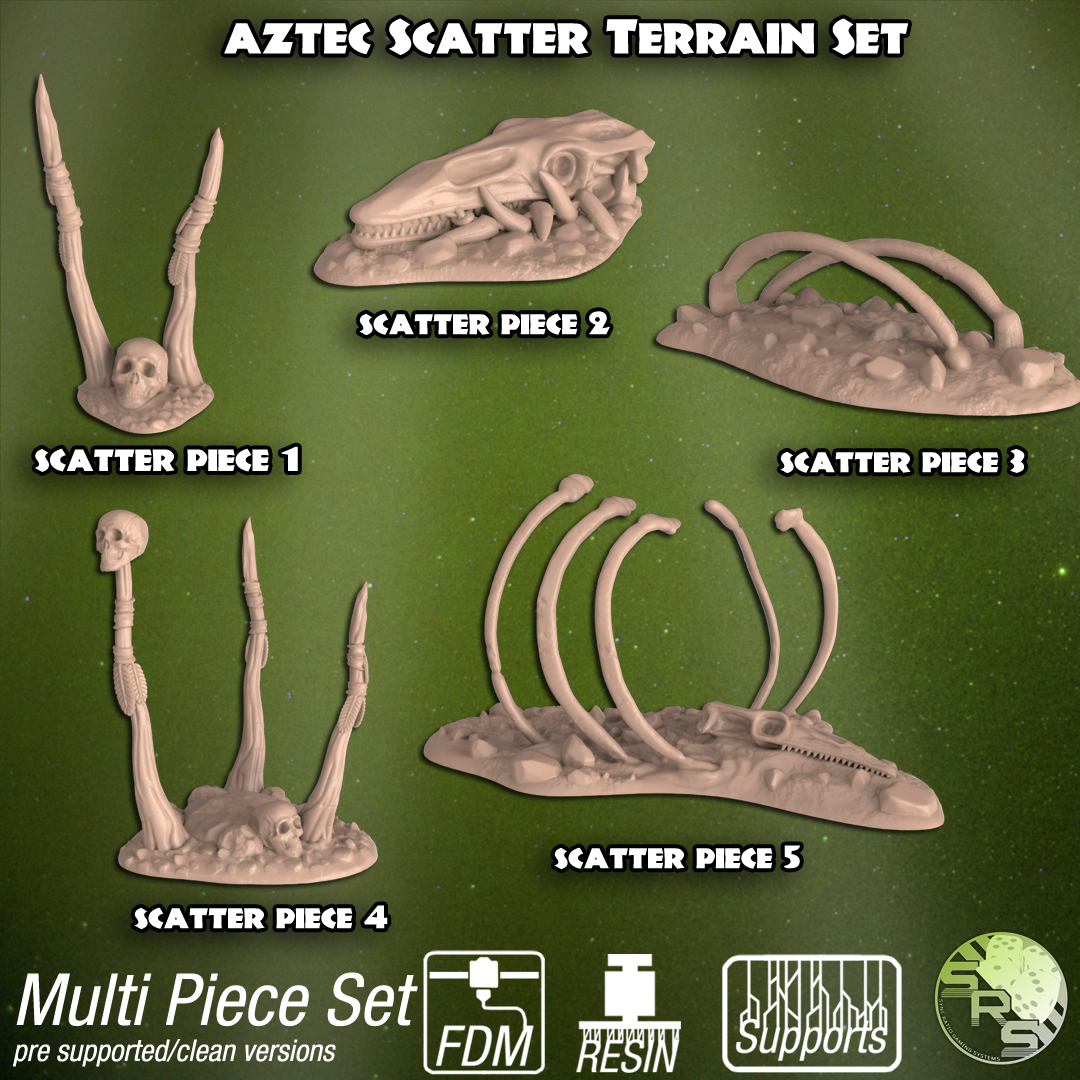 Aztec Scatter Terrain Set
Scatter Piece 2
Scatter Piece 1
Scatter Piece 3
Scatter Piece 5
Scatter Piece 4
Multi Piece Set
pre supported/clean versions
FDM
RESIN
Supports
SRS